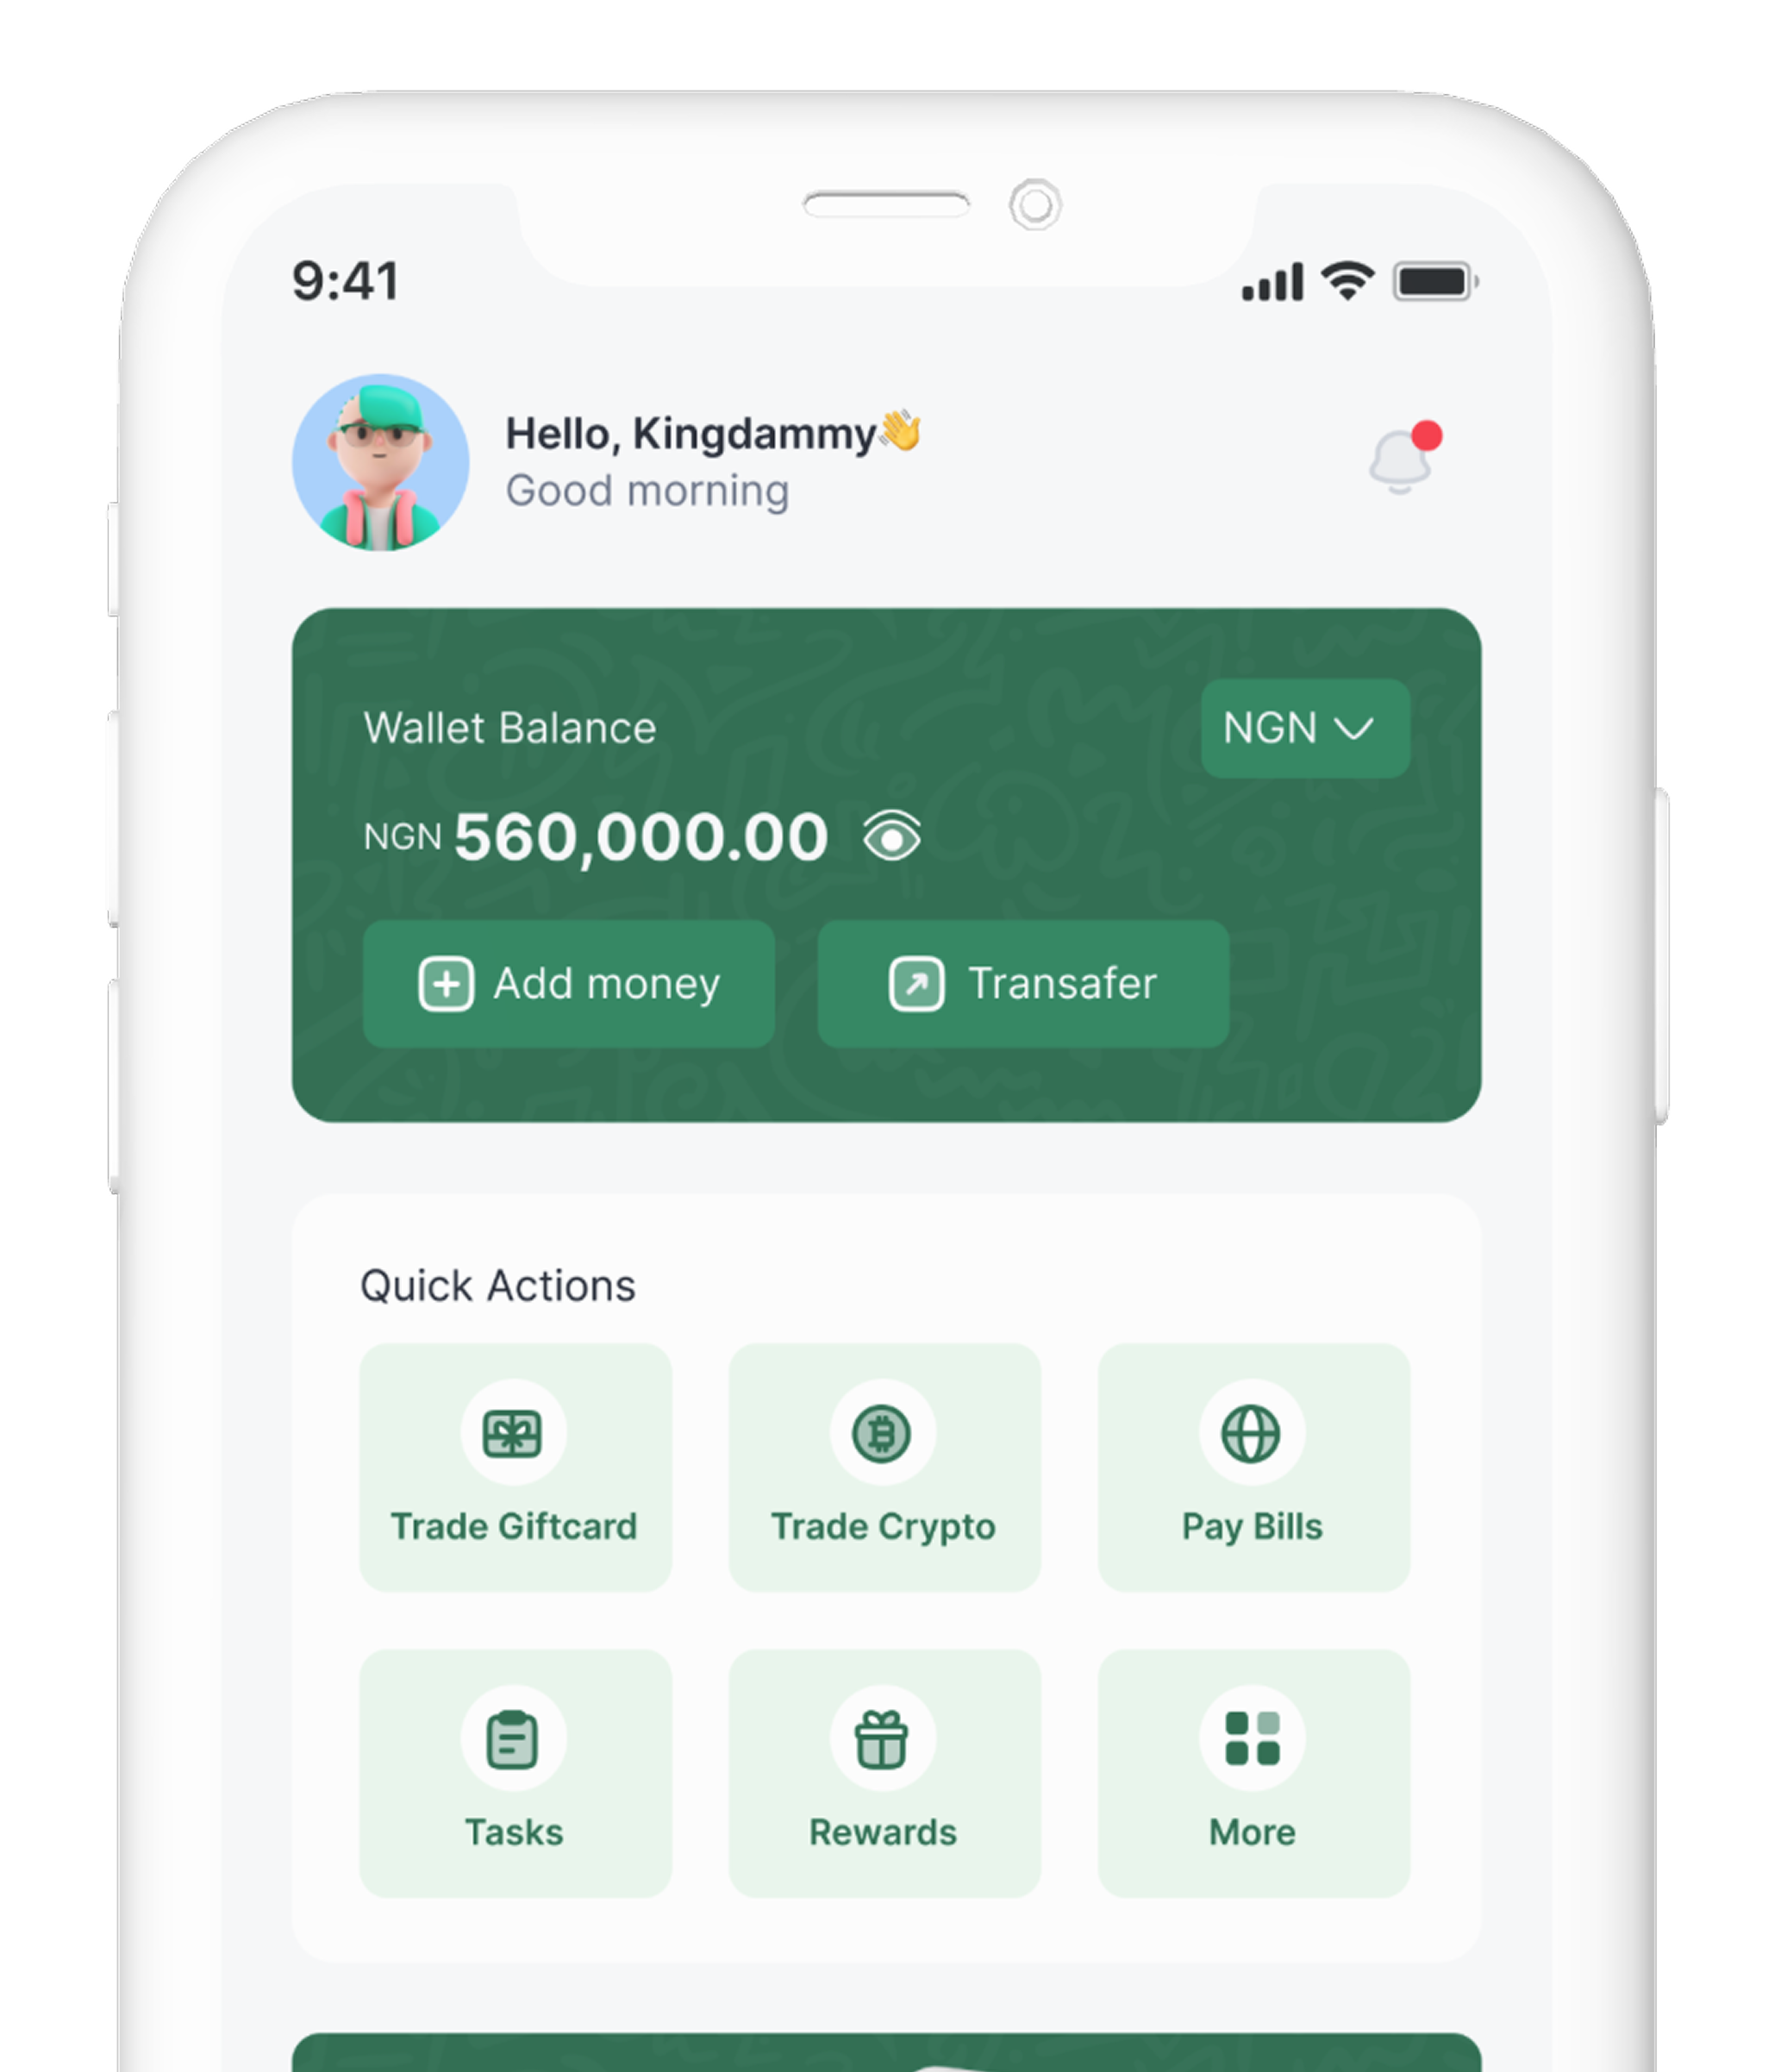 9:41
Hello, Kingdammy👋
Good morning
Wallet Balance
NGN
NGN 560,000.00
Add money
Transafer
Quick Actions
Trade Giftcard
Trade Crypto
Pay Bills
Tasks
Rewards
More